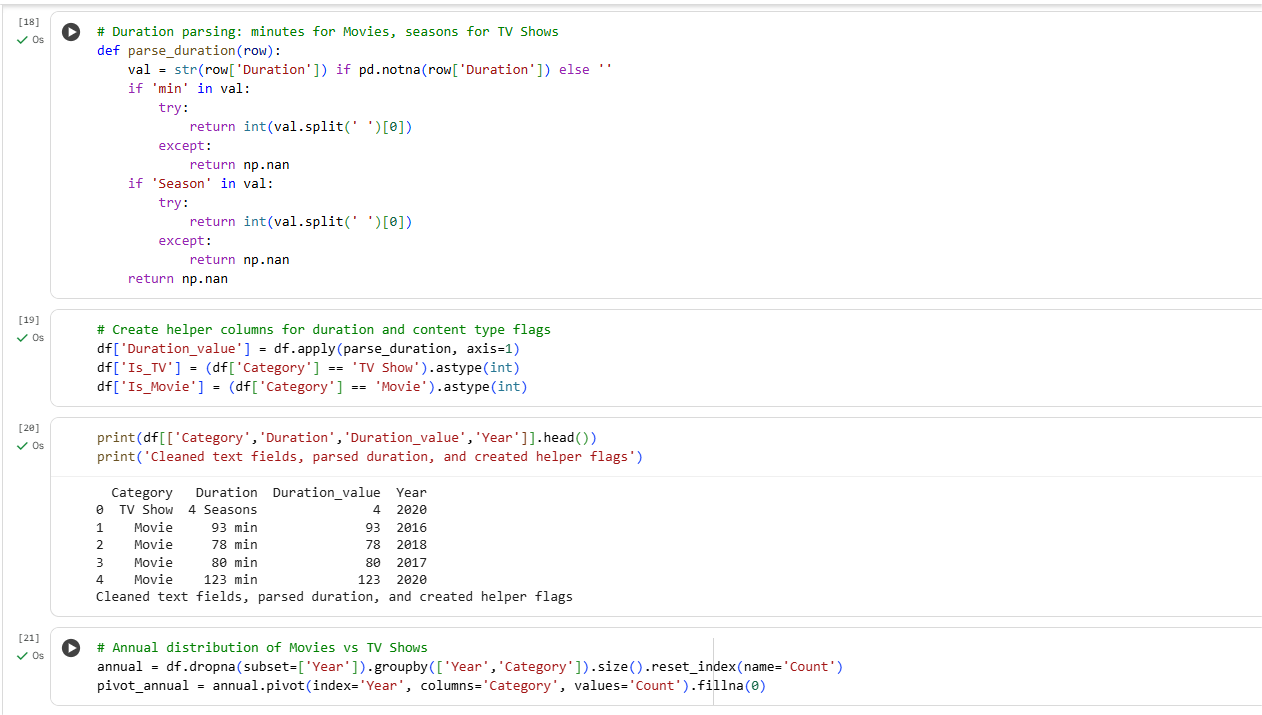 [18]
0s
# Duration parsing: minutes for Movies, seasons for TV Shows
def parse_duration(row):
    val = str(row['Duration']) if pd.notna(row['Duration']) else ''
    if 'min' in val:
        try:
            return int(val.split(' ')[0])
        except:
            return np.nan
    if 'Season' in val:
        try:
            return int(val.split(' ')[0])
        except:
            return np.nan
    return np.nan
[19]
0s
# Create helper columns for duration and content type flags
df['Duration_value'] = df.apply(parse_duration, axis=1)
df['Is_TV'] = (df['Category'] == 'TV Show').astype(int)
df['Is_Movie'] = (df['Category'] == 'Movie').astype(int)
[20]
0s
print(df[['Category','Duration','Duration_value','Year']].head())
print('Cleaned text fields, parsed duration, and created helper flags')
  Category   Duration  Duration_value  Year
0  TV Show  4 Seasons               4  2020
1    Movie     93 min              93  2016
2    Movie     78 min              78  2018
3    Movie     80 min              80  2017
4    Movie    123 min             123  2020
Cleaned text fields, parsed duration, and created helper flags
[21]
0s
# Annual distribution of Movies vs TV Shows
annual = df.dropna(subset=['Year']).groupby(['Year','Category']).size().reset_index(name='Count')
pivot_annual = annual.pivot(index='Year', columns='Category', values='Count').fillna(0)